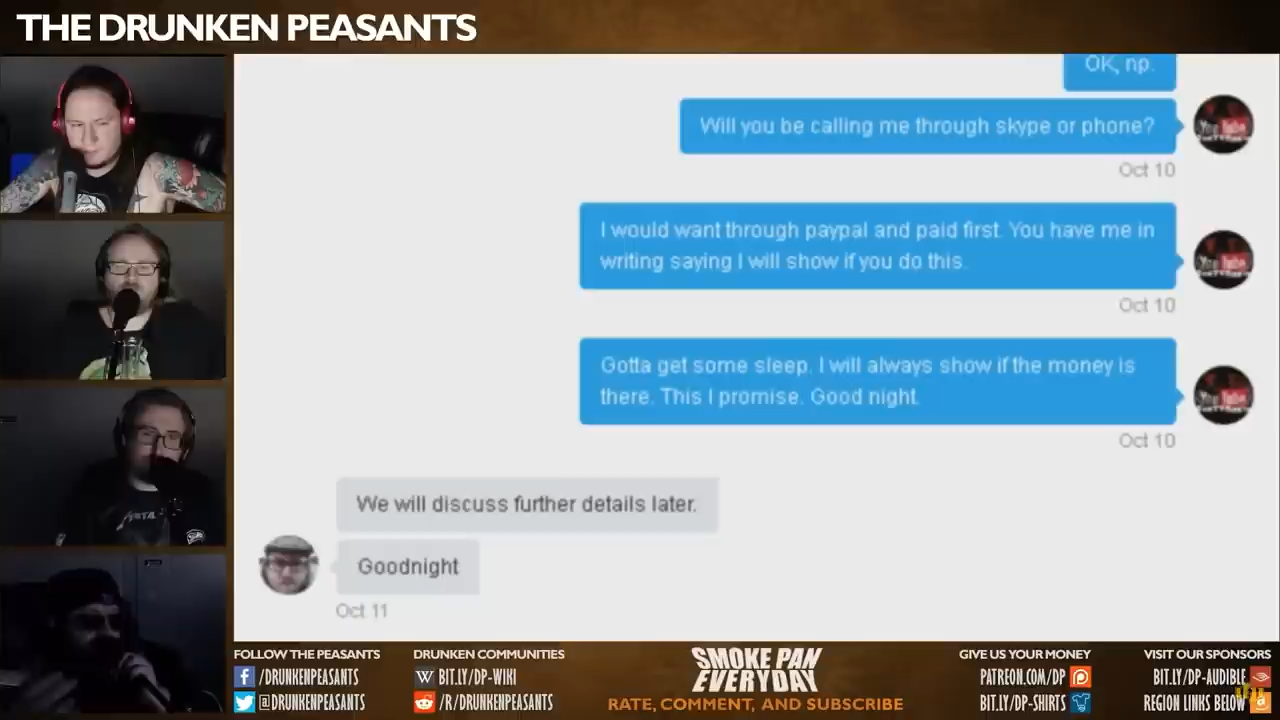 THE DRUNKEN PEASANTS
OK, np.
Will you be calling me through skype or phone?
Oct 10
I would want through paypal and paid first. You have me in
writing saying I will show if you do this.
Oct 10
Gotta get some sleep. I will always show if the money is
there. This I promise. Good night.
Oct 10
We will discuss further details later.
Goodnight
Oct 11
FOLLOW THE PEASANTS
/DRUNKENPEASANTS
@DRUNKENPEASANTS
DRUNKEN COMMUNITIES
BIT.LY/DP-WIKI
/R/DRUNKENPEASANTS
SMOKE PAN
EVERYDAY
RATE, COMMENT, AND SUBSCRIBE
GIVE US YOUR MONEY
PATREON.COM/DP
BIT.LY/DP-SHIRTS
VISIT OUR SPONSORS
BIT.LY/DP-AUDIBLE
REGION LINKS BELOW
You Tube